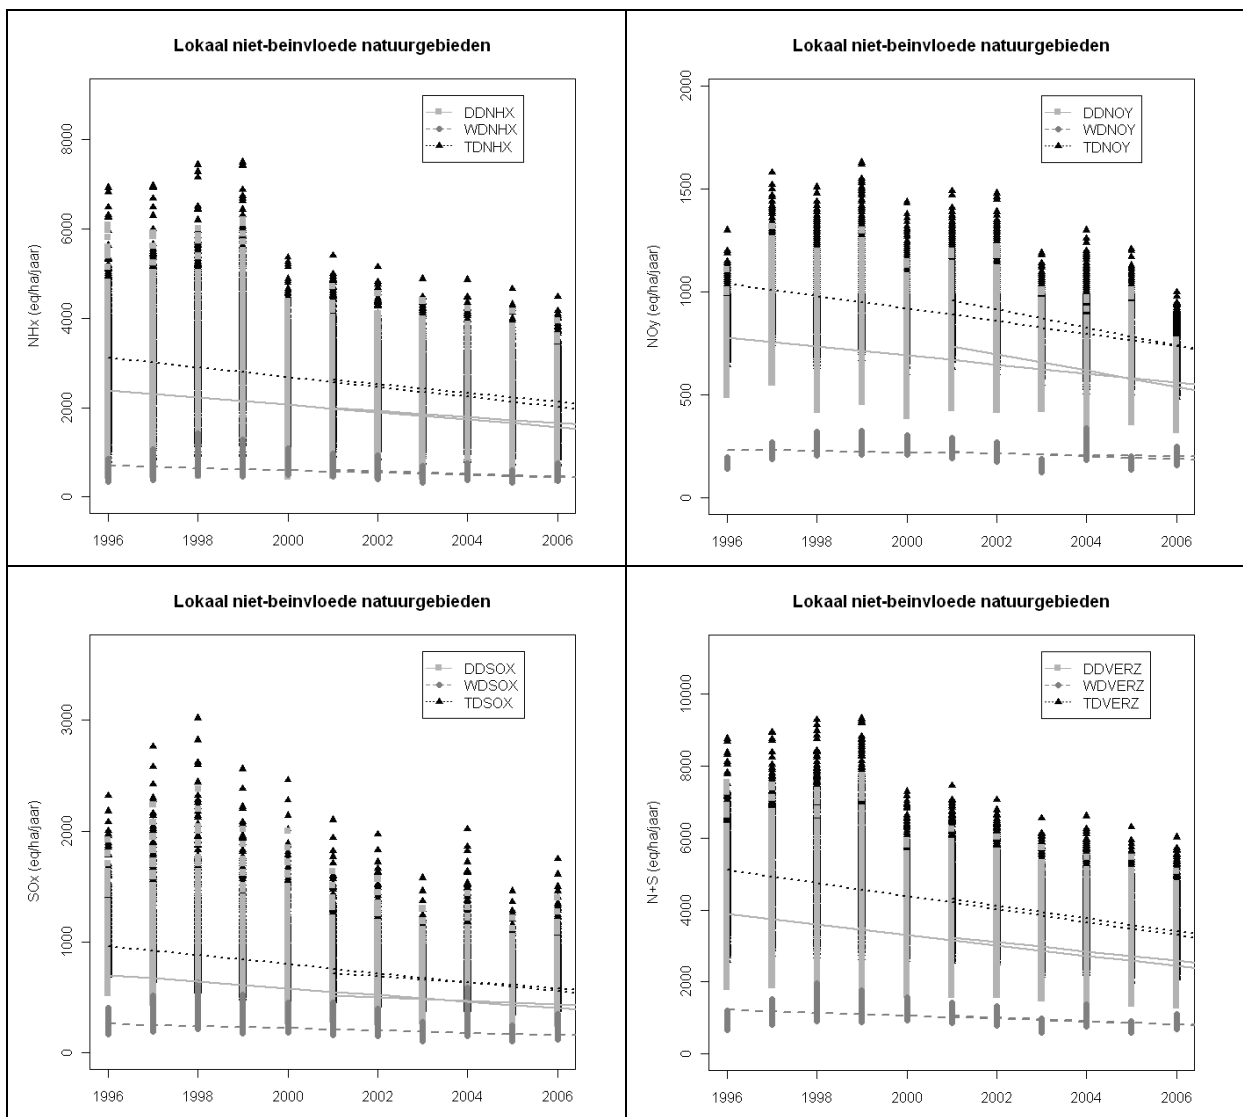 Lokaal niet-beinvloede natuurgebieden
NHx (eq/ha/jaar)
8000
6000
4000
2000
0
DDNHX
WDNHX
TDNHX
1996 1998 2000 2002 2004 2006
Lokaal niet-beinvloede natuurgebieden
NOy (eq/ha/jaar)
2000
1500
1000
500
0
DDNOY
WDNOY
TDNOY
1996 1998 2000 2002 2004 2006
Lokaal niet-beinvloede natuurgebieden
SOx (eq/ha/jaar)
3000
2000
1000
0
DDSOX
WDSOX
TDSOX
1996 1998 2000 2002 2004 2006
Lokaal niet-beinvloede natuurgebieden
N+S (eq/ha/jaar)
10000
8000
6000
4000
2000
0
DDVERZ
WDVERZ
TDVERZ
1996 1998 2000 2002 2004 2006